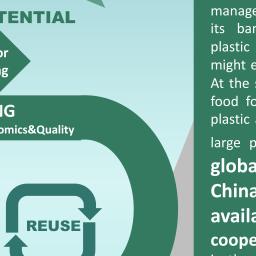 TENTIAL
or
ng
NG
omics&Quality
REUSE
manage
its bar
plastic
might e
At the s
food fo
plastic a
large p
globa
China
availa
coope